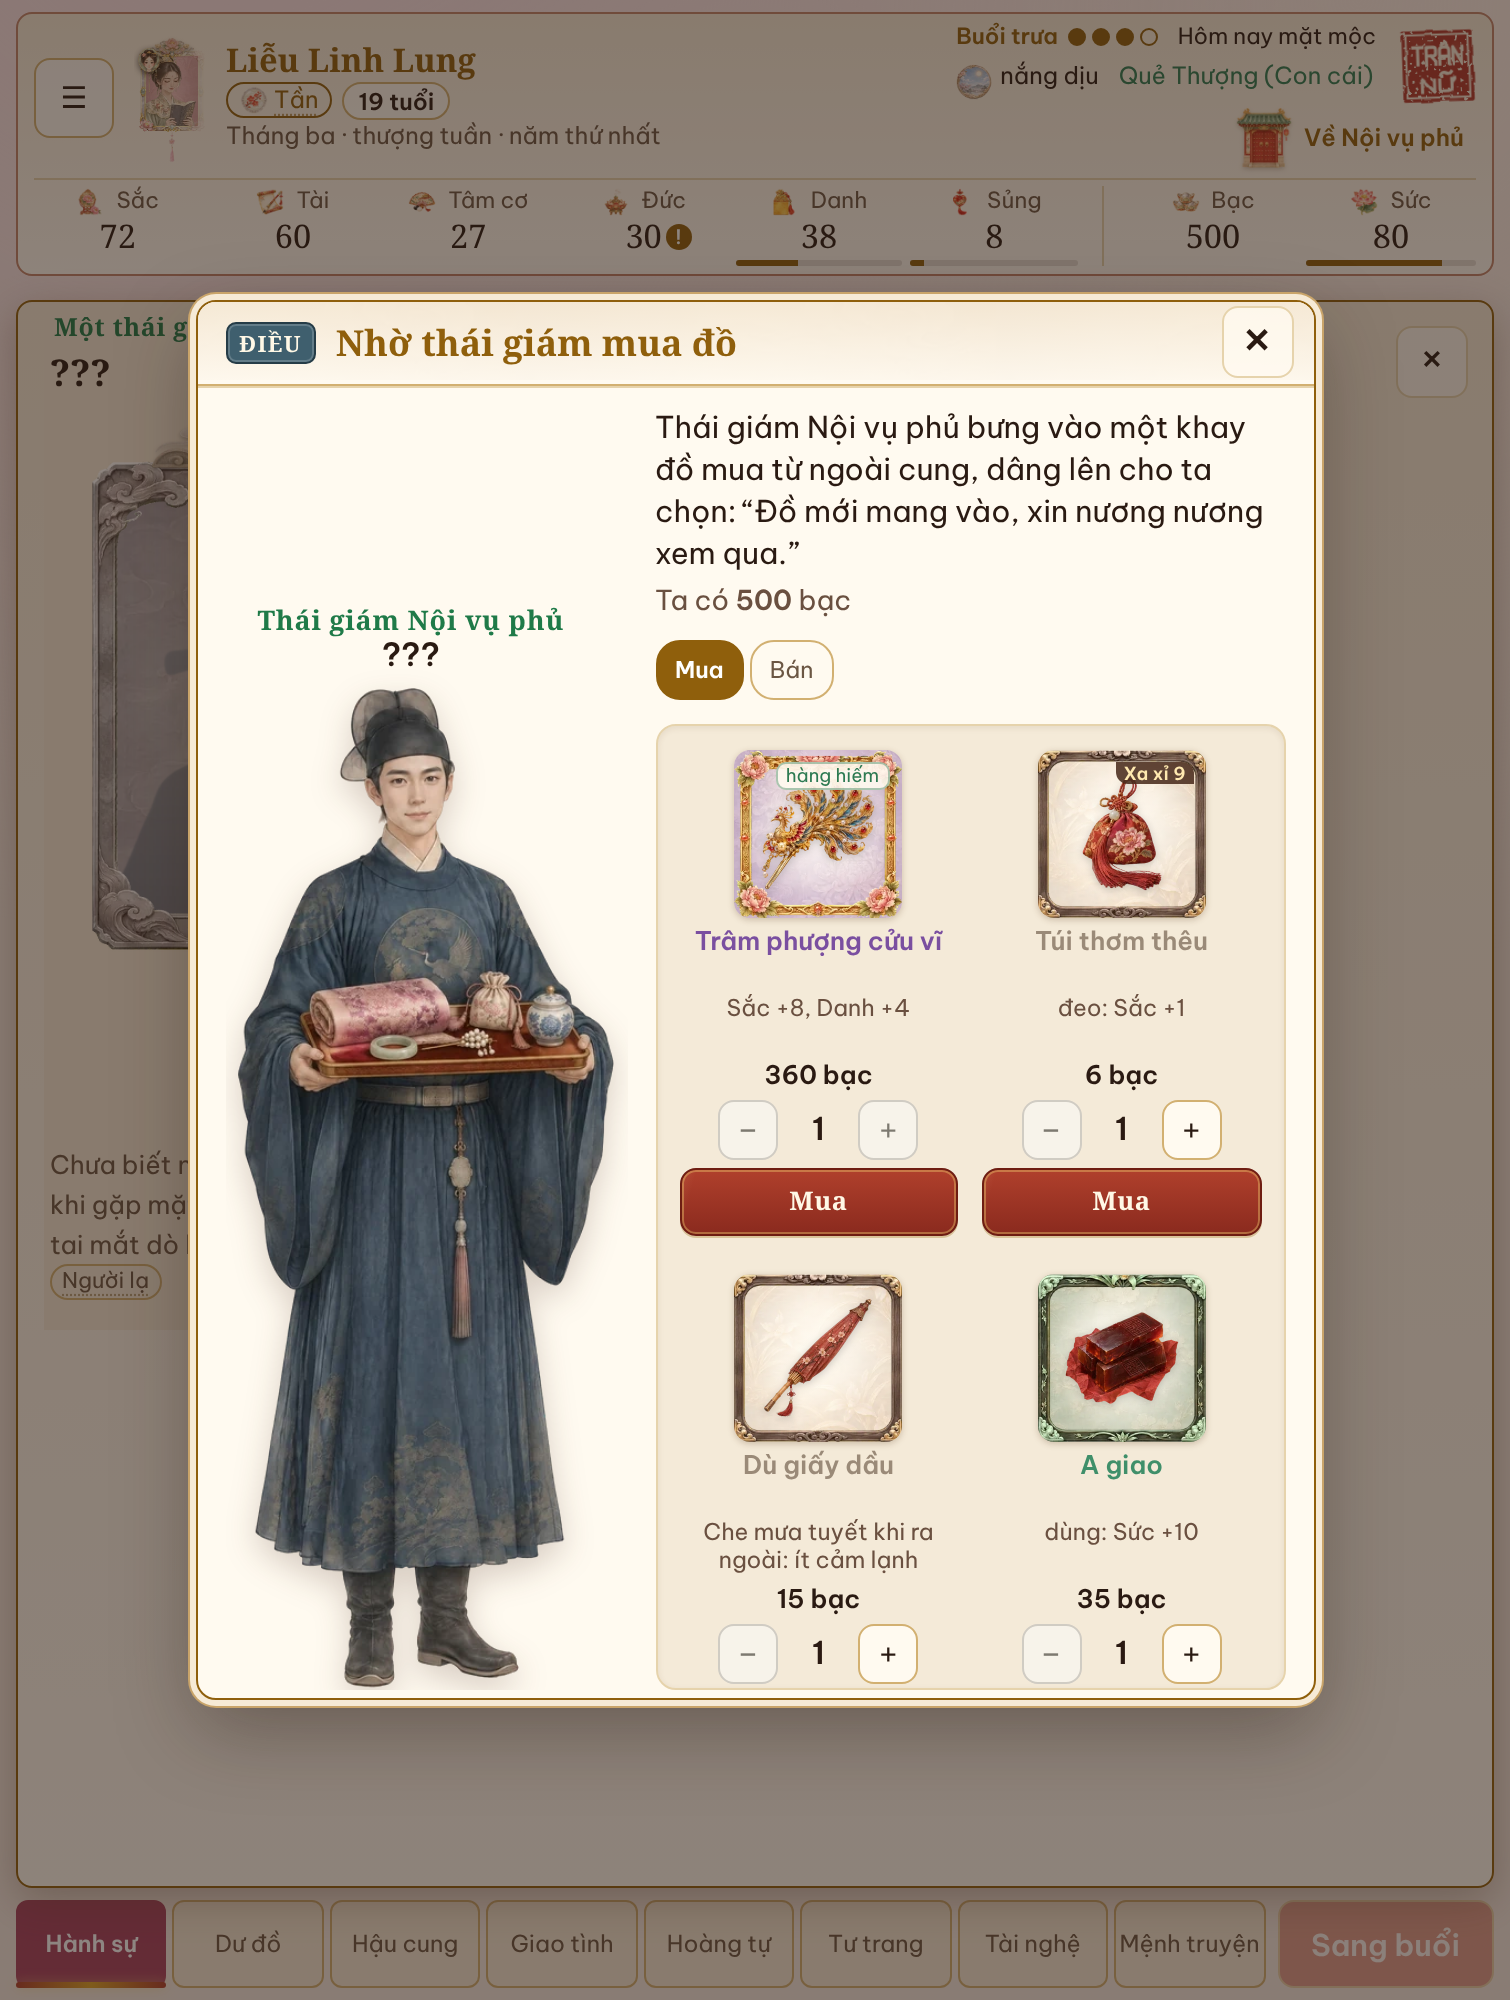 Buổi trưa
Hôm nay mặt mộc
Liễu Linh Lung
nắng dịu
Quẻ Thượng (Con cái)
TRÂN NỮ
Tần
19 tuổi
Tháng ba · thượng tuần · năm thứ nhất
Về Nội vụ phủ
Sắc
Tài
Tâm cơ
Đức
Danh
Sủng
Bạc
Sức
72
60
27
30
!
38
8
500
80
Một thái g
???
ĐIỀU
Nhờ thái giám mua đồ
Thái giám Nội vụ phủ bưng vào một khay
đồ mua từ ngoài cung, dâng lên cho ta
chọn: “Đồ mới mang vào, xin nương nương
xem qua.”
Ta có 500 bạc
Thái giám Nội vụ phủ
???
Mua
Bán
hàng hiếm
Xa xỉ 9
Trâm phượng cửu vĩ
Túi thơm thêu
Sắc +8, Danh +4
đeo: Sắc +1
360 bạc
6 bạc
− 1 +
− 1 +
Mua
Mua
Dù giấy dầu
A giao
Che mưa tuyết khi ra
ngoài: ít cảm lạnh
dùng: Sức +10
15 bạc
35 bạc
− 1 +
− 1 +
Chưa biết
khi gặp
tai mắt dò
Người lạ
Hành sự
Dư đồ
Hậu cung
Giao tình
Hoàng tự
Tư trang
Tài nghệ
Mệnh truyện
Sang buổi